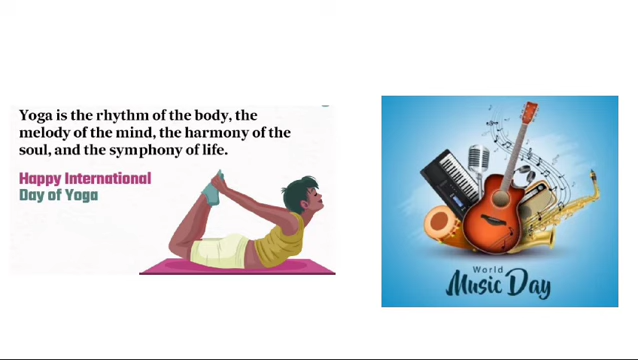 Yoga is the rhythm of the body, the
melody of the mind, the harmony of the
soul, and the symphony of life.
Happy International
Day of Yoga
World
Music Day